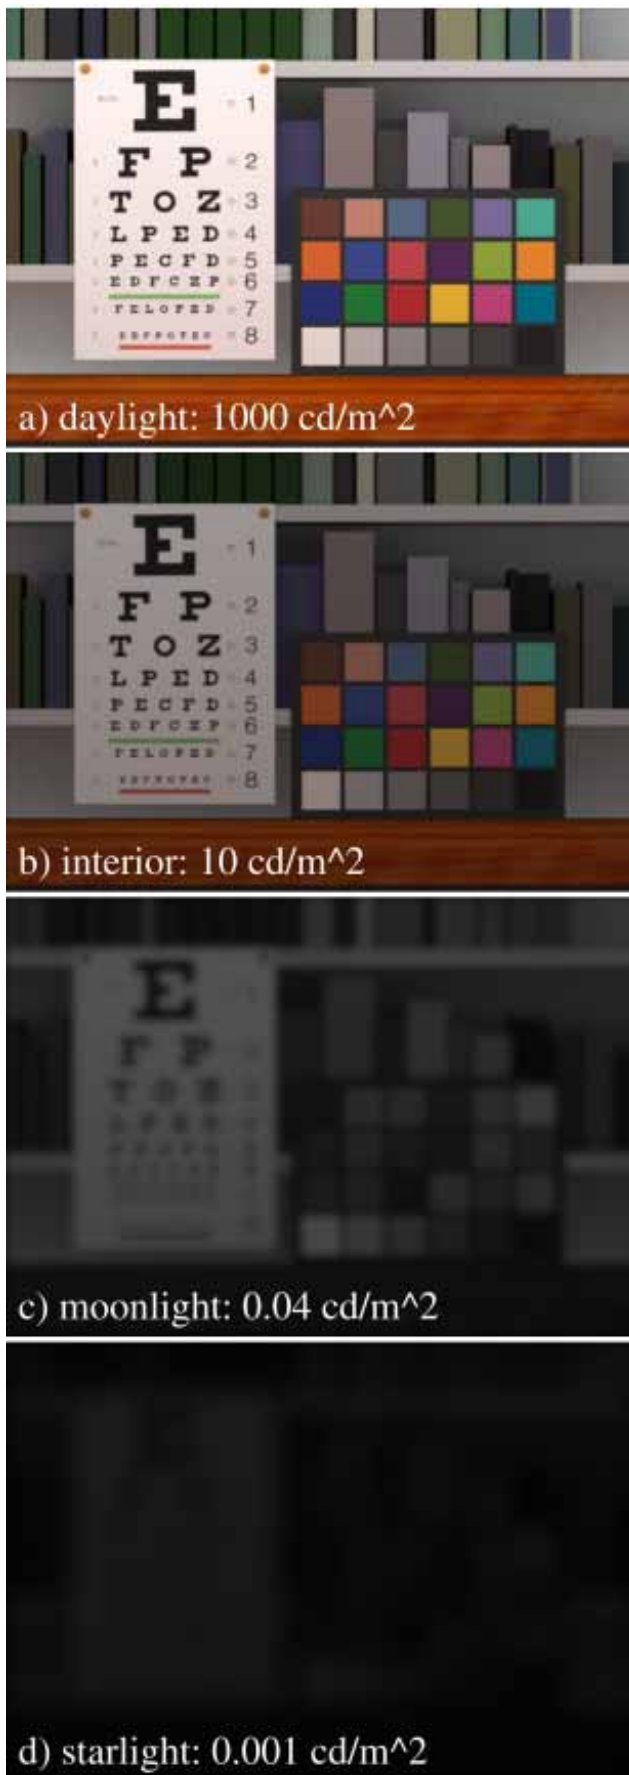 E 1
F P 2
T O Z 3
L P E D 4
P E C F D 5
E D F C Z P 6
F E L O P Z D 7
8
a) daylight: 1000 cd/m^2
E 1
F P 2
T O Z 3
L P E D 4
P E C F D 5
E D F C Z P 6
F E L O P Z D 7
8
b) interior: 10 cd/m^2
E
F P
T O Z
c) moonlight: 0.04 cd/m^2
d) starlight: 0.001 cd/m^2